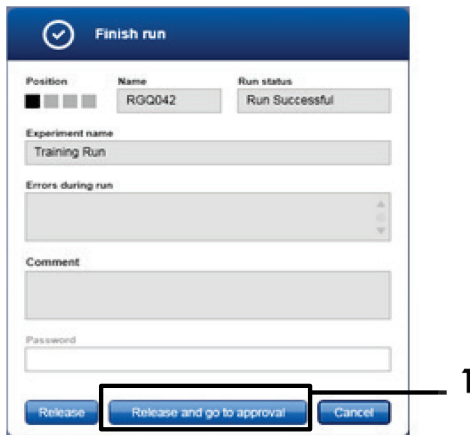 Finish run
Position Name Run status
RGQ042 Run Successful
Experiment name
Training Run
Errors during run
Comment
Password
Release Release and go to approval Cancel
1